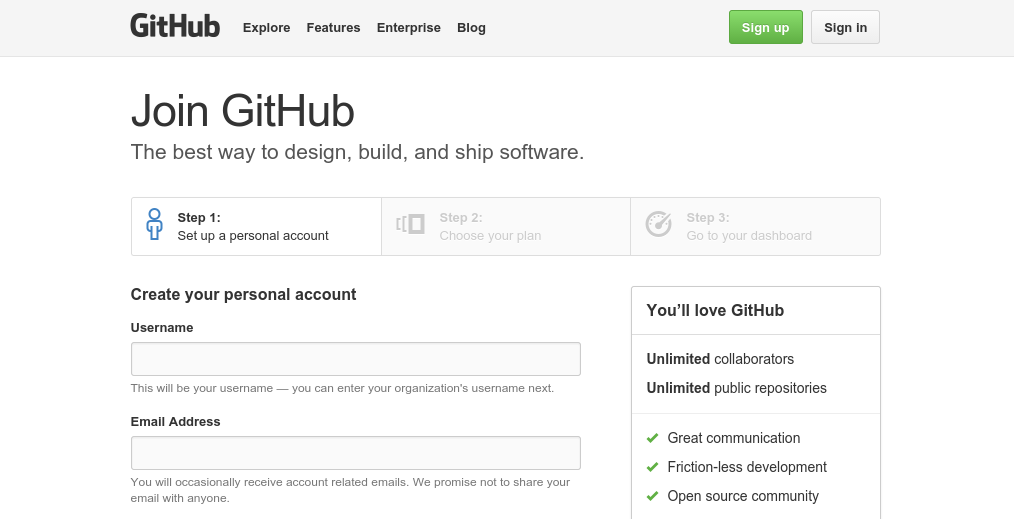 GitHub Explore Features Enterprise Blog Sign up Sign in
Join GitHub
The best way to design, build, and ship software.
Step 1:
Set up a personal account
Step 2:
Choose your plan
Step 3:
Go to your dashboard
Create your personal account
Username
This will be your username — you can enter your organization's username next.
Email Address
You will occasionally receive account related emails. We promise not to share your
email with anyone.
You’ll love GitHub
Unlimited collaborators
Unlimited public repositories
Great communication
Friction-less development
Open source community